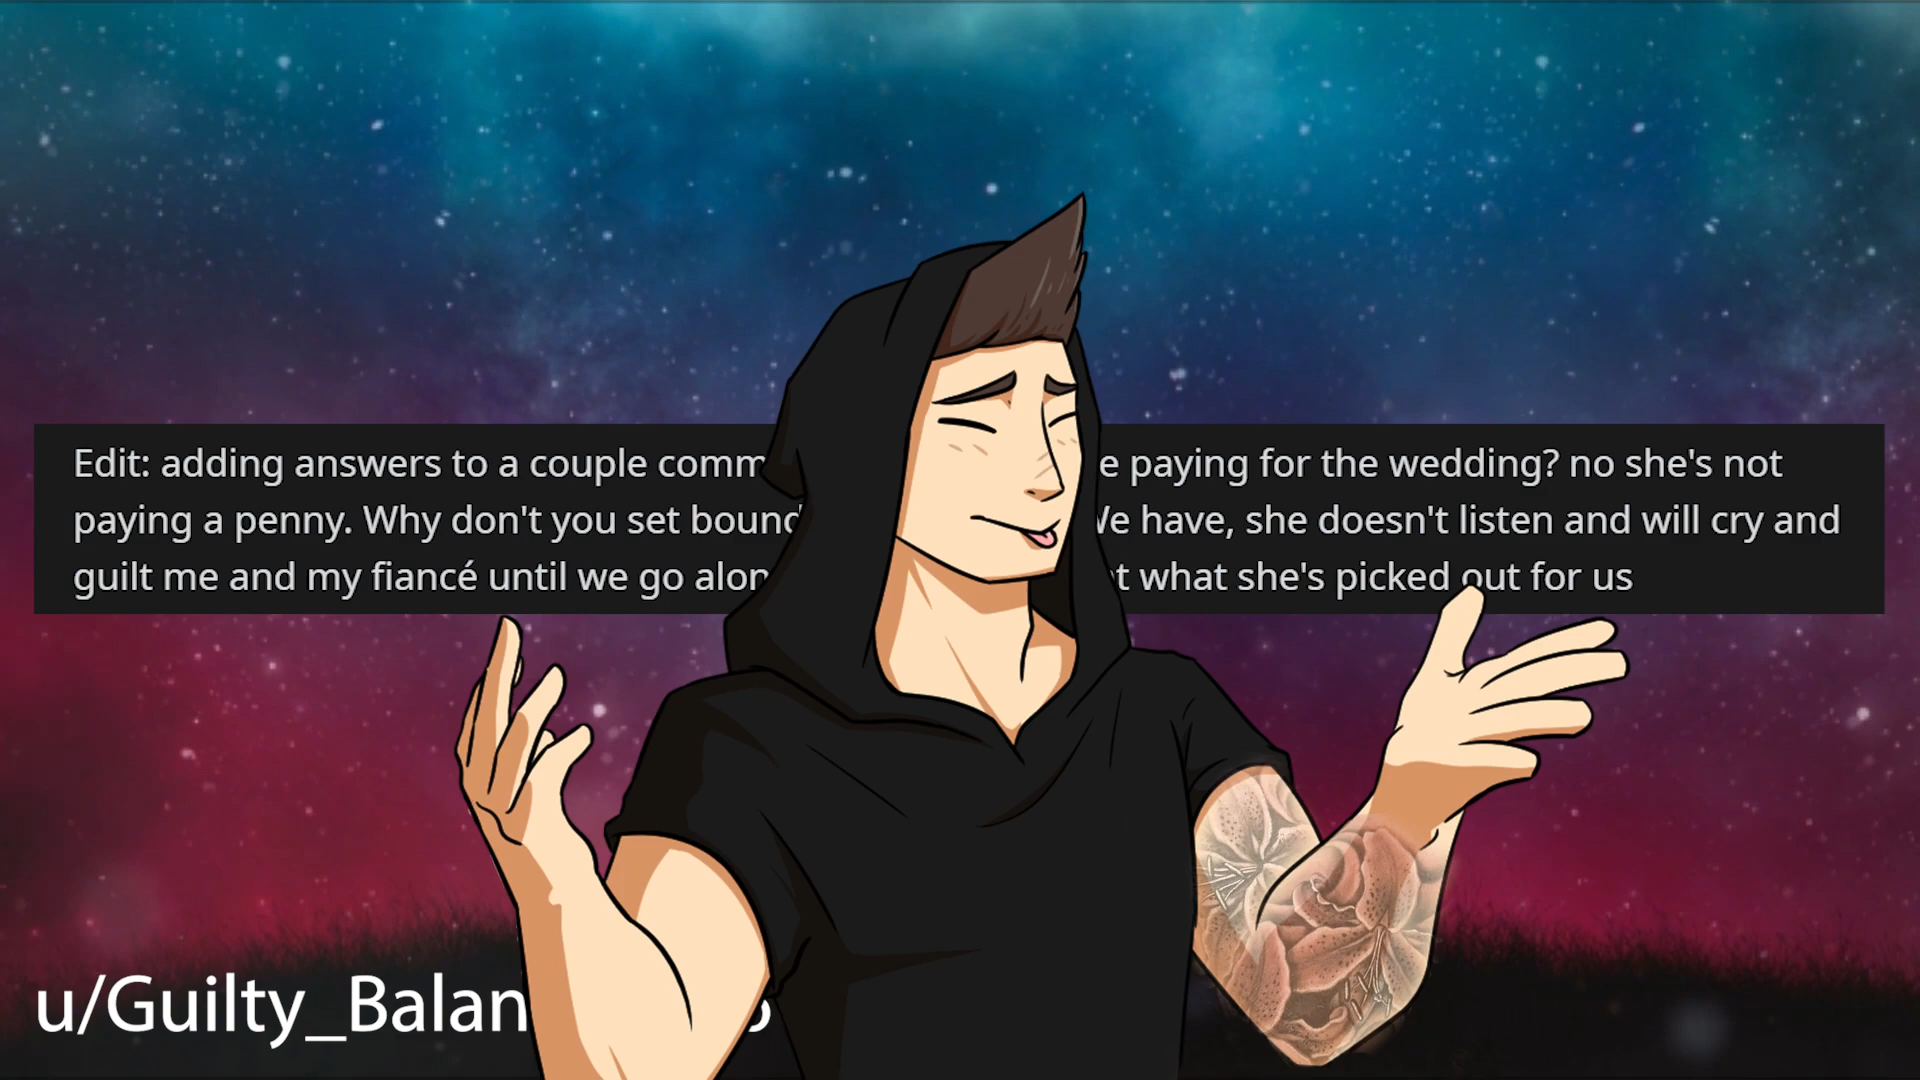 Edit: adding answers to a couple comm e paying for the wedding? no she's not
paying a penny. Why don't you set bound We have, she doesn't listen and will cry and
guilt me and my fiancé until we go alon t what she's picked out for us
u/Guilty_Balan